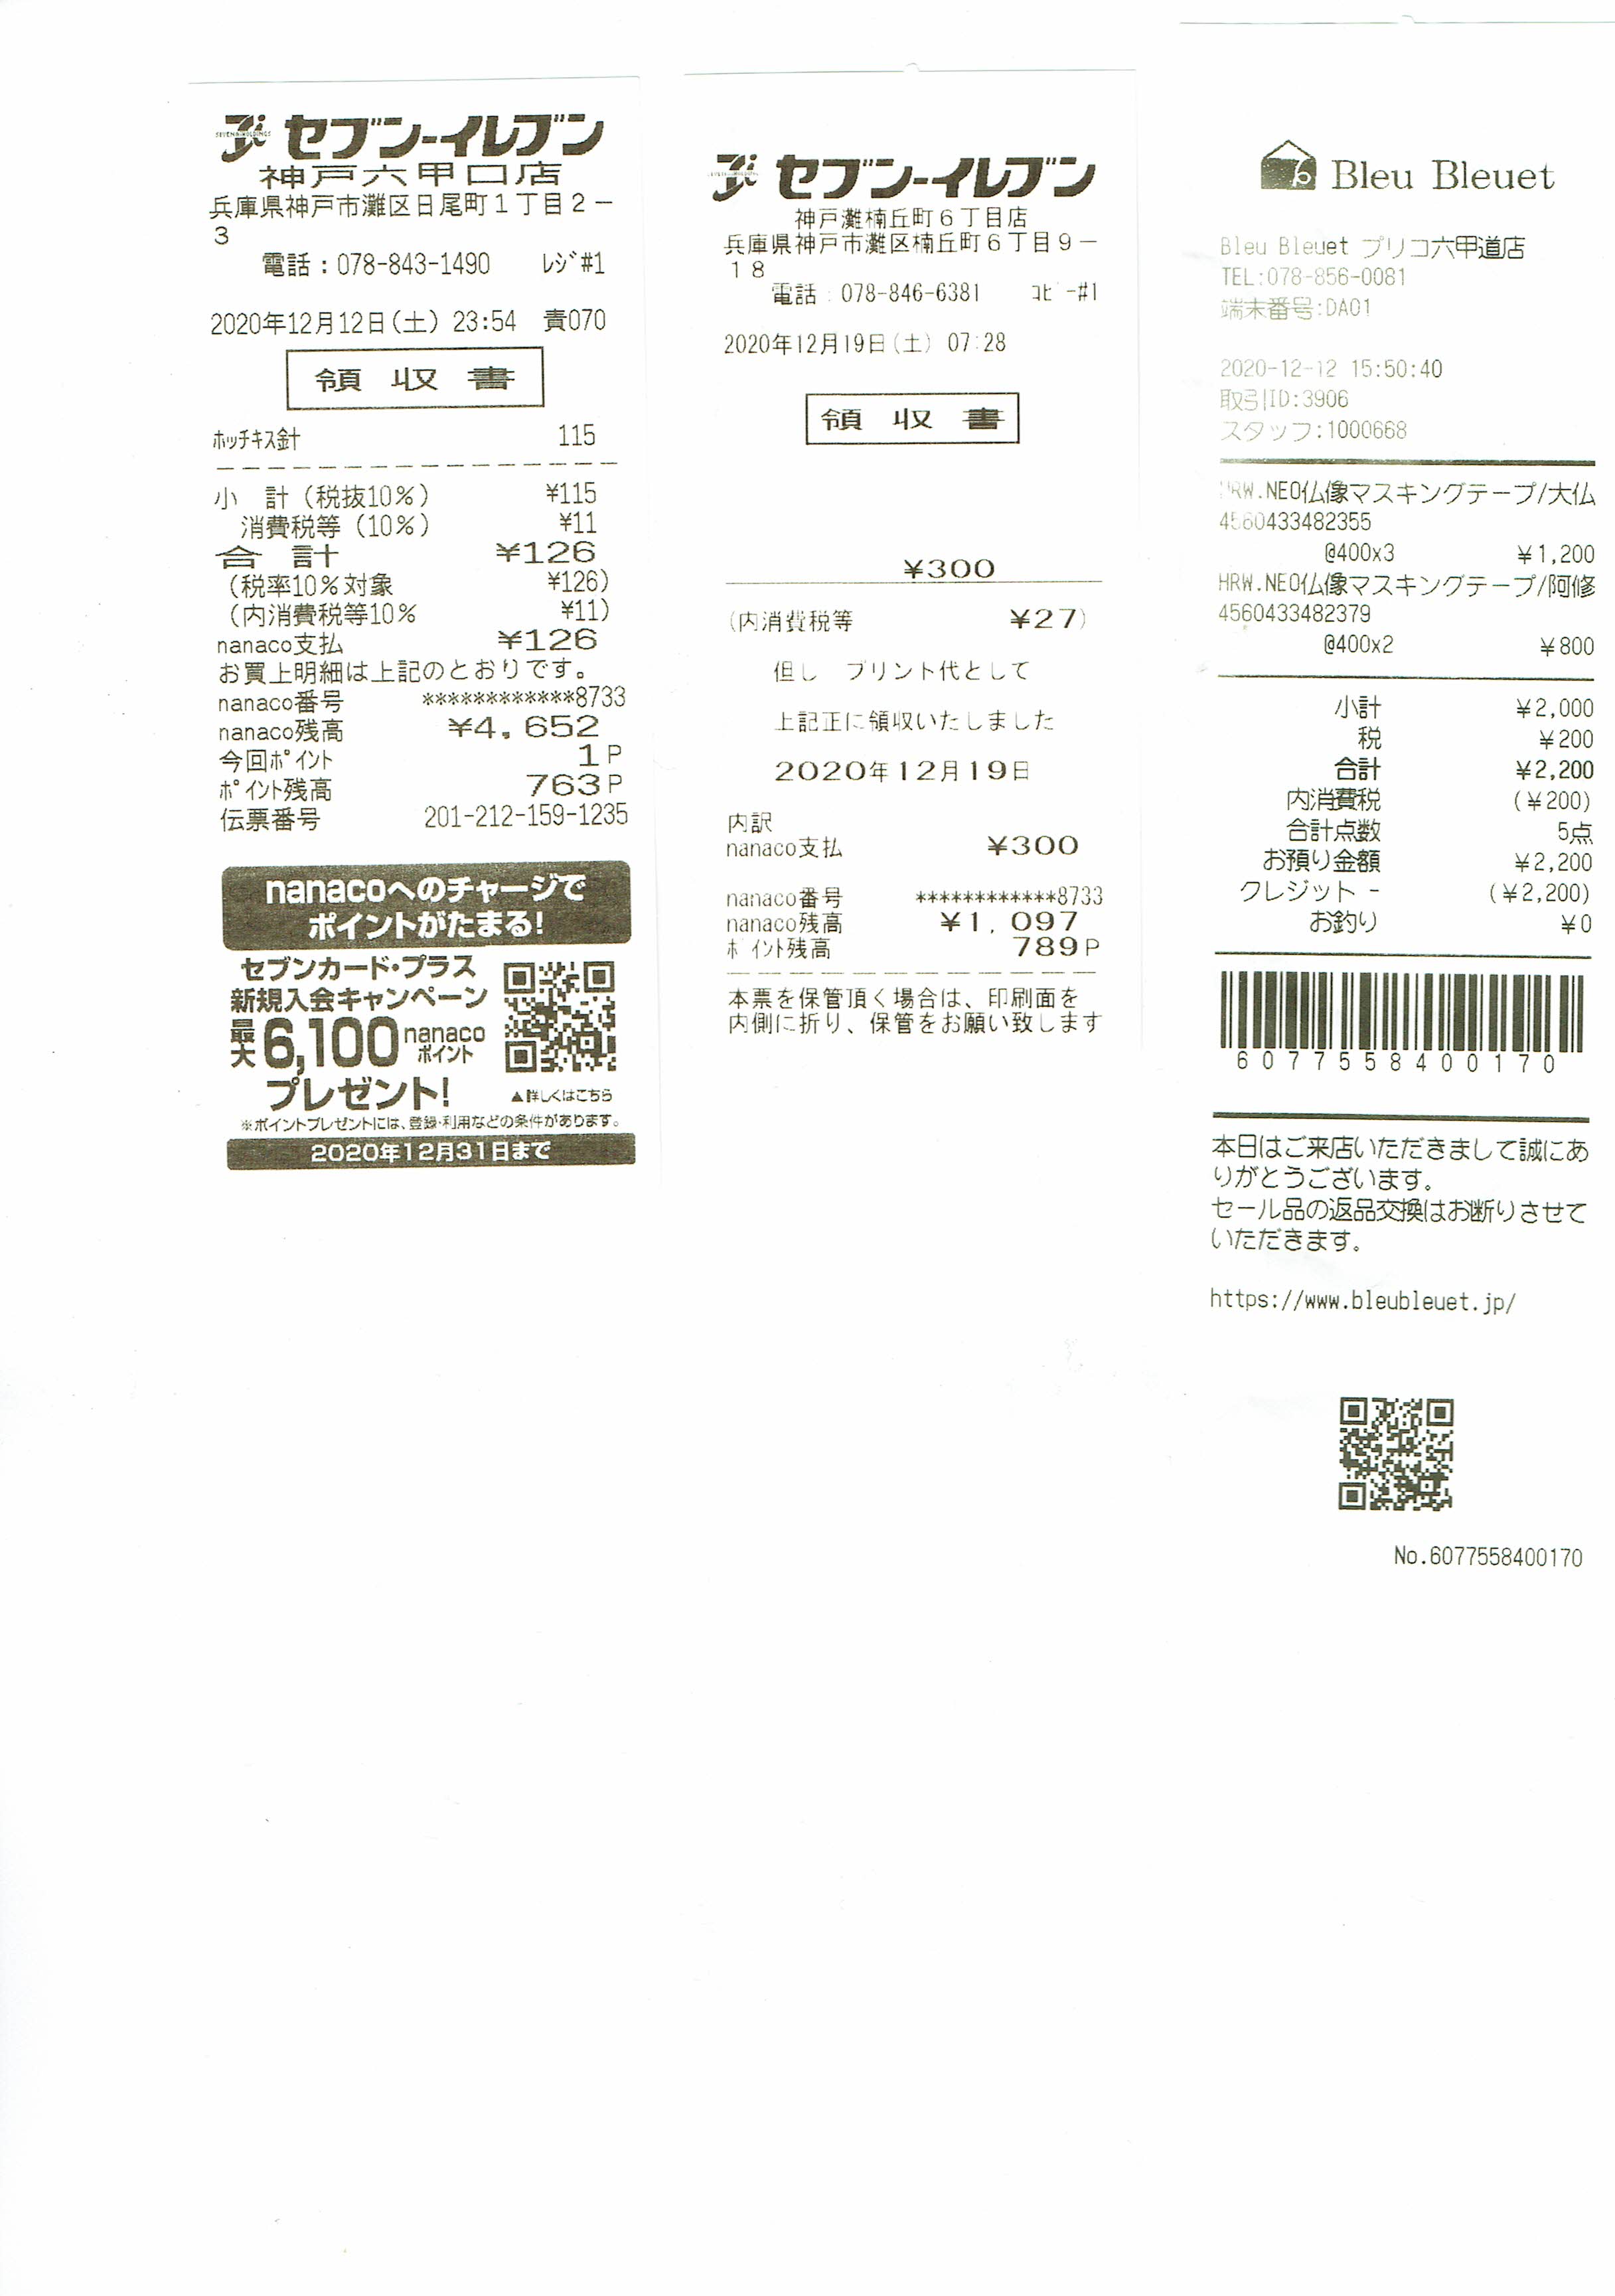 セブン-イレブン
神戸六甲口店
兵庫県神戸市灘区日尾町1丁目2-
3
電話：078-843-1490 レジ#1
2020年12月12日(土) 23:54 責070
領収書
ホッチキス針 115
小 計（税抜10%） ¥115
消費税等（10%） ¥11
合 計 ¥126
（税率10%対象 ¥126）
（内消費税等10% ¥11）
nanaco支払 ¥126
お買上明細は上記のとおりです。
nanaco番号 ************8733
nanaco残高 ¥4,652
今回ポイント 1P
ポイント残高 763P
伝票番号 201-212-159-1235
nanacoへのチャージで
ポイントがたまる!
セブンカード・プラス
新規入会キャンペーン
最大6,100nanacoポイント
プレゼント!
▲詳しくはこちら
※ポイントプレゼントには、登録・利用などの条件があります。
2020年12月31日まで
セブン-イレブン
神戸灘楠丘町6丁目店
兵庫県神戸市灘区楠丘町6丁目9-
18
電話：078-846-6381 コピー#1
2020年12月19日(土) 07:28
領収書
¥300
（内消費税等 ¥27）
但し プリント代として
上記正に領収いたしました
2020年12月19日
内訳
nanaco支払 ¥300
nanaco番号 ************8733
nanaco残高 ¥1,097
ポイント残高 789P
本票を保管頂く場合は、印刷面を
内側に折り、保管をお願い致します
Bleu Bleuet
Bleu Bleuet プリコ六甲道店
TEL:078-856-0081
端末番号:DA01
2020-12-12 15:50:40
取引ID:3906
スタッフ:1000668
HRW.NEO仏像マスキングテープ/大仏
4560433482355
@400x3 ¥1,200
HRW.NEO仏像マスキングテープ/阿修
4560433482379
@400x2 ¥800
小計 ¥2,000
税 ¥200
合計 ¥2,200
内消費税 (¥200)
合計点数 5点
お預り金額 ¥2,200
クレジット - (¥2,200)
お釣り ¥0
6077558400170
本日はご来店いただきまして誠にあ
りがとうございます。
セール品の返品交換はお断りさせて
いただきます。
https://www.bleubleuet.jp/
No.6077558400170